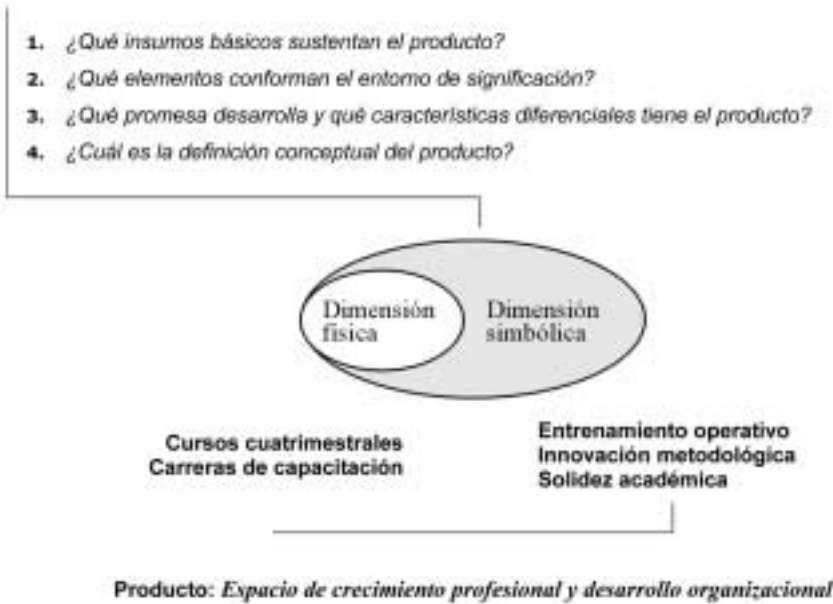 1. ¿Qué insumos básicos sustentan el producto?
2. ¿Qué elementos conforman el entorno de significación?
3. ¿Qué promesa desarrolla y qué características diferenciales tiene el producto?
4. ¿Cuál es la definición conceptual del producto?
Dimensión
física
Dimensión
simbólica
Cursos cuatrimestrales
Carreras de capacitación
Entrenamiento operativo
Innovación metodológica
Solidez académica
Producto: Espacio de crecimiento profesional y desarrollo organizacional